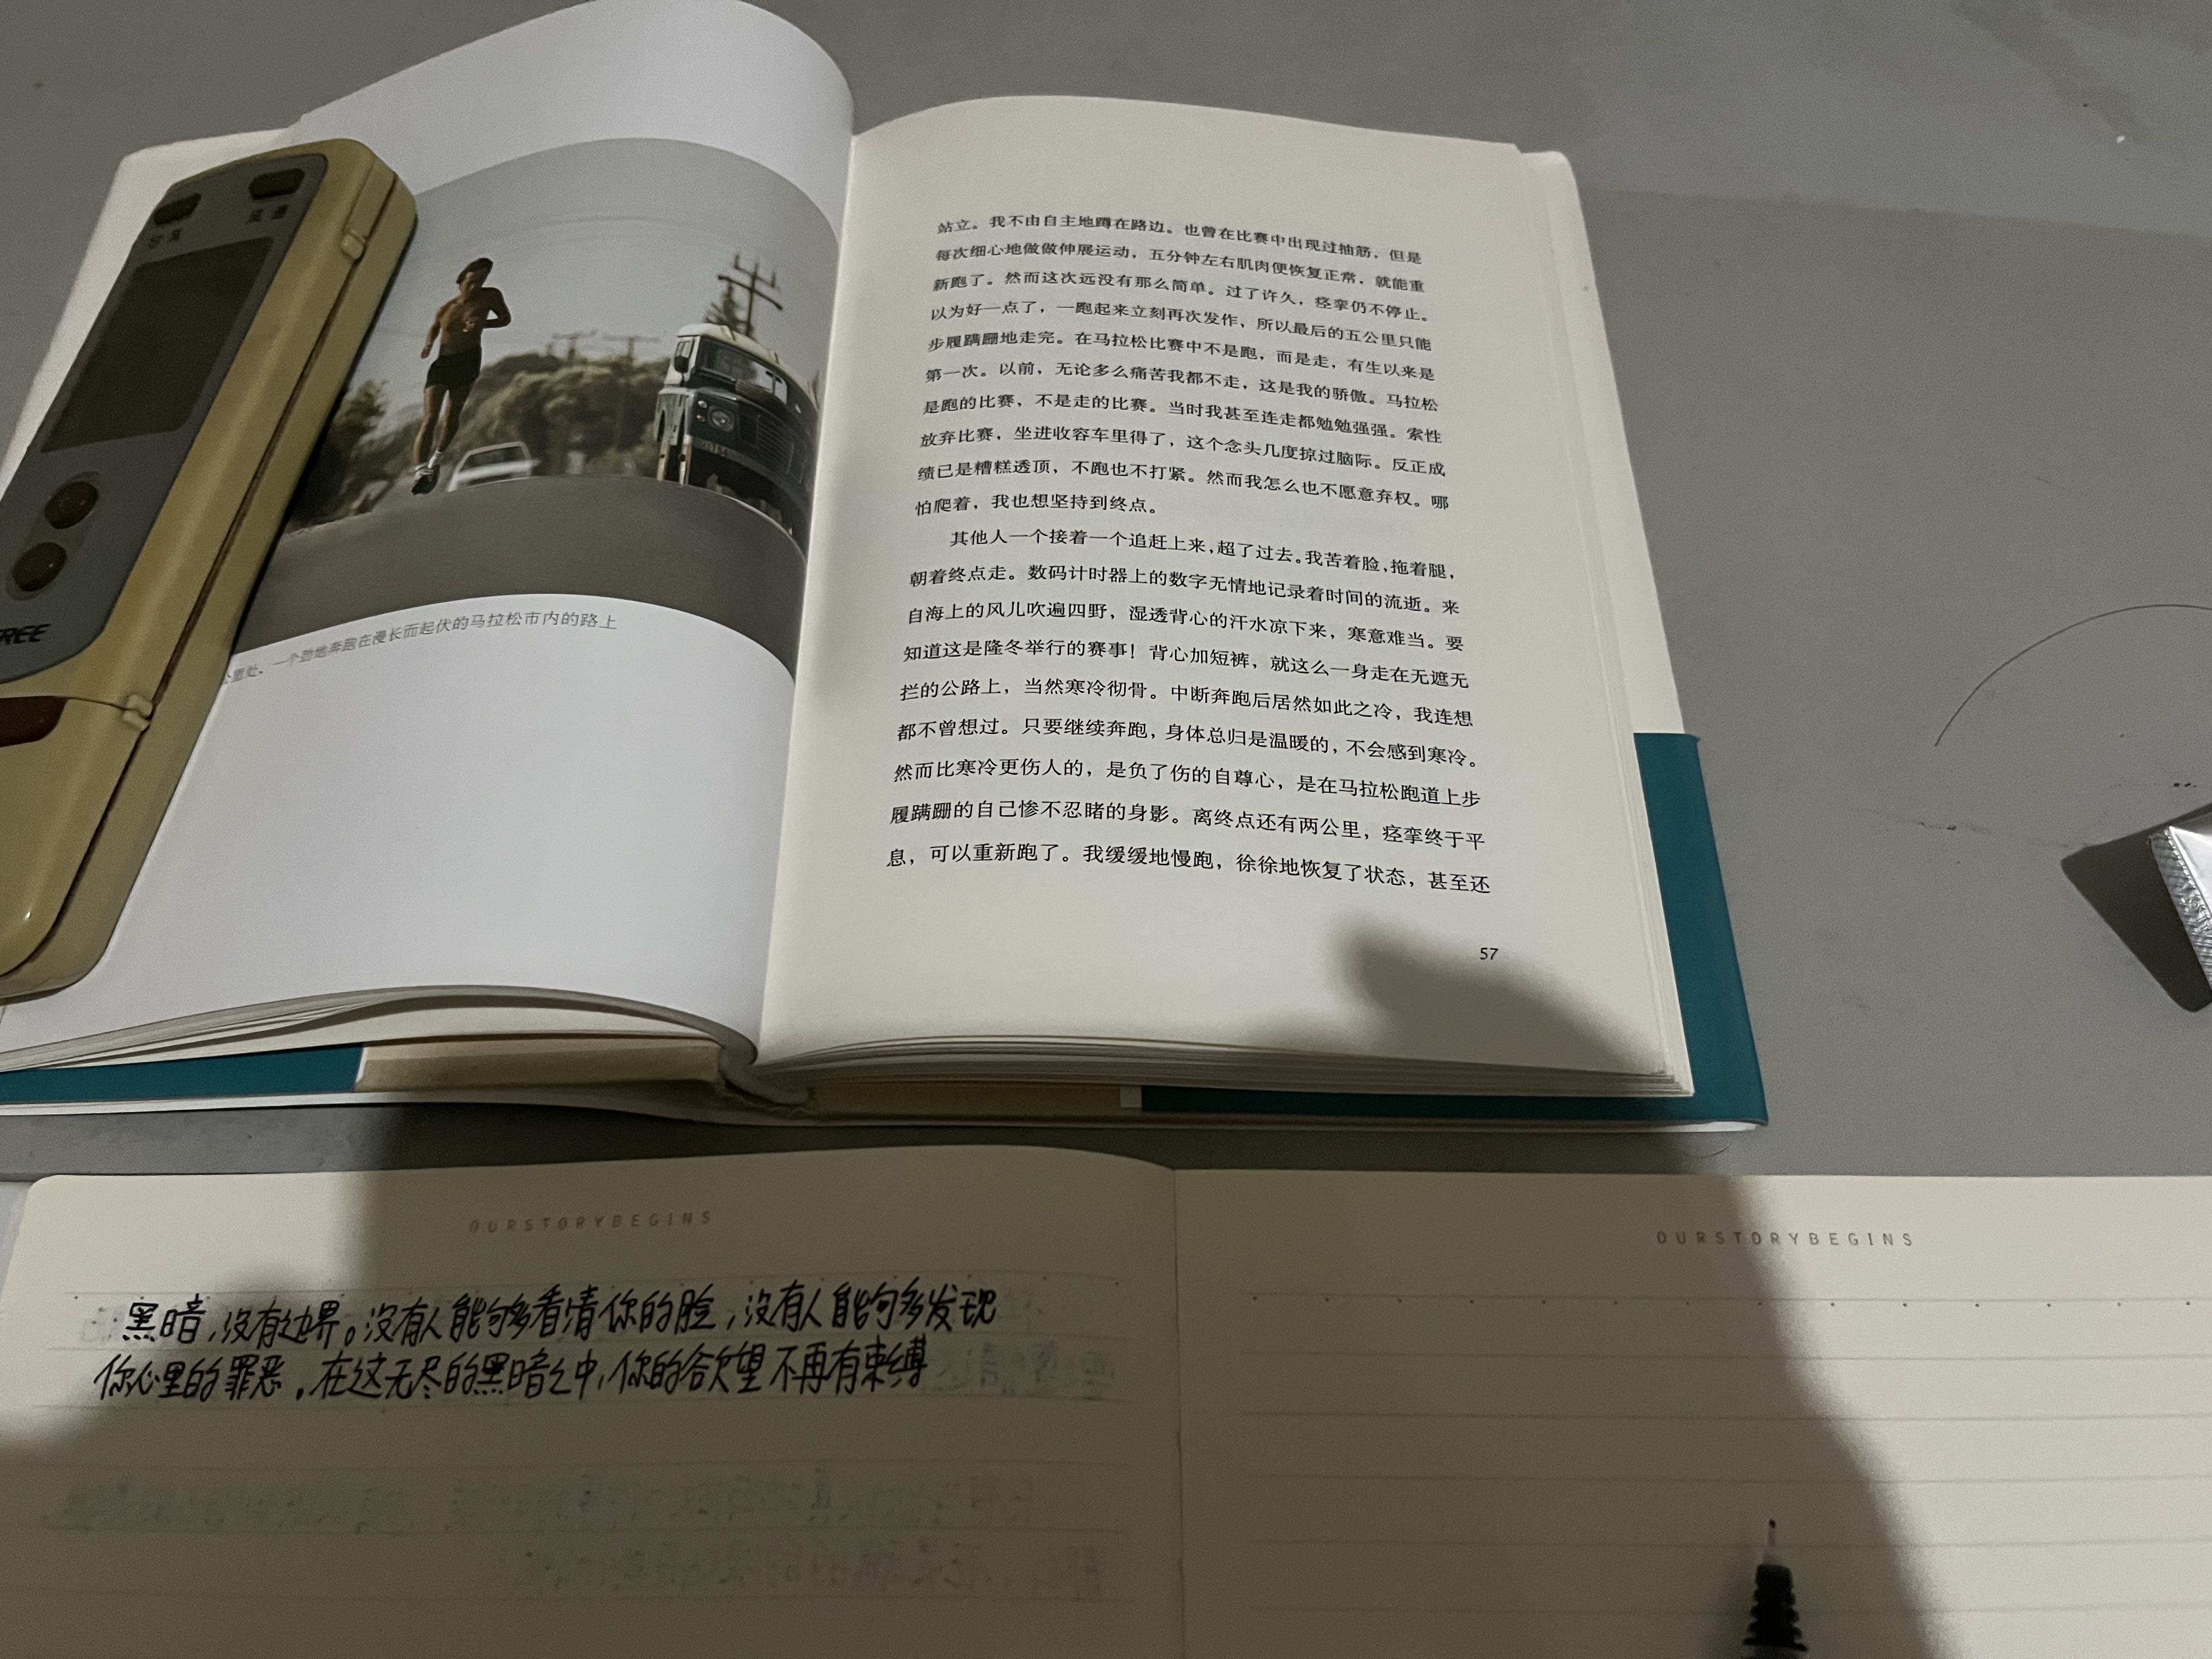 站立。我不由自主地蹲在路边。也曾在比赛中出现过抽筋，但是
每次细心地做做伸展运动，五分钟左右肌肉便恢复正常，就能重
新跑了。然而这次远没有那么简单。过了许久，痉挛仍不停止。
以为好一点了，一跑起来立刻再次发作，所以最后的五公里只能
步履蹒跚地走完。在马拉松比赛中不是跑，而是走，有生以来是
第一次。以前，无论多么痛苦我都不走，这是我的骄傲。马拉松
是跑的比赛，不是走的比赛。当时我甚至连走都勉勉强强。索性
放弃比赛，坐进收容车里得了，这个念头几度掠过脑际。反正成
绩已是糟糕透顶，不跑也不打紧。然而我怎么也不愿意弃权。哪
怕爬着，我也想坚持到终点。
其他人一个接着一个追赶上来，超了过去。我苦着脸，拖着腿，
朝着终点走。数码计时器上的数字无情地记录着时间的流逝。来
自海上的风儿吹遍四野，湿透背心的汗水凉下来，寒意难当。要
知道这是隆冬举行的赛事！背心加短裤，就这么一身走在无遮无
拦的公路上，当然寒冷彻骨。中断奔跑后居然如此之冷，我连想
都不曾想过。只要继续奔跑，身体总归是温暖的，不会感到寒冷。
然而比寒冷更伤人的，是负了伤的自尊心，是在马拉松跑道上步
履蹒跚的自己惨不忍睹的身影。离终点还有两公里，痉挛终于平
息，可以重新跑了。我缓缓地慢跑，徐徐地恢复了状态，甚至还
57
公里处，一个劲地奔跑在漫长而起伏的马拉松市内的路上
REE
OURSTORYBEGINS
黑暗，没有边界。没有人能够看清你的脸，没有人能够发现
你心里的罪恶，在这无尽的黑暗之中，你的贪婪不再有束缚
OURSTORYBEGINS